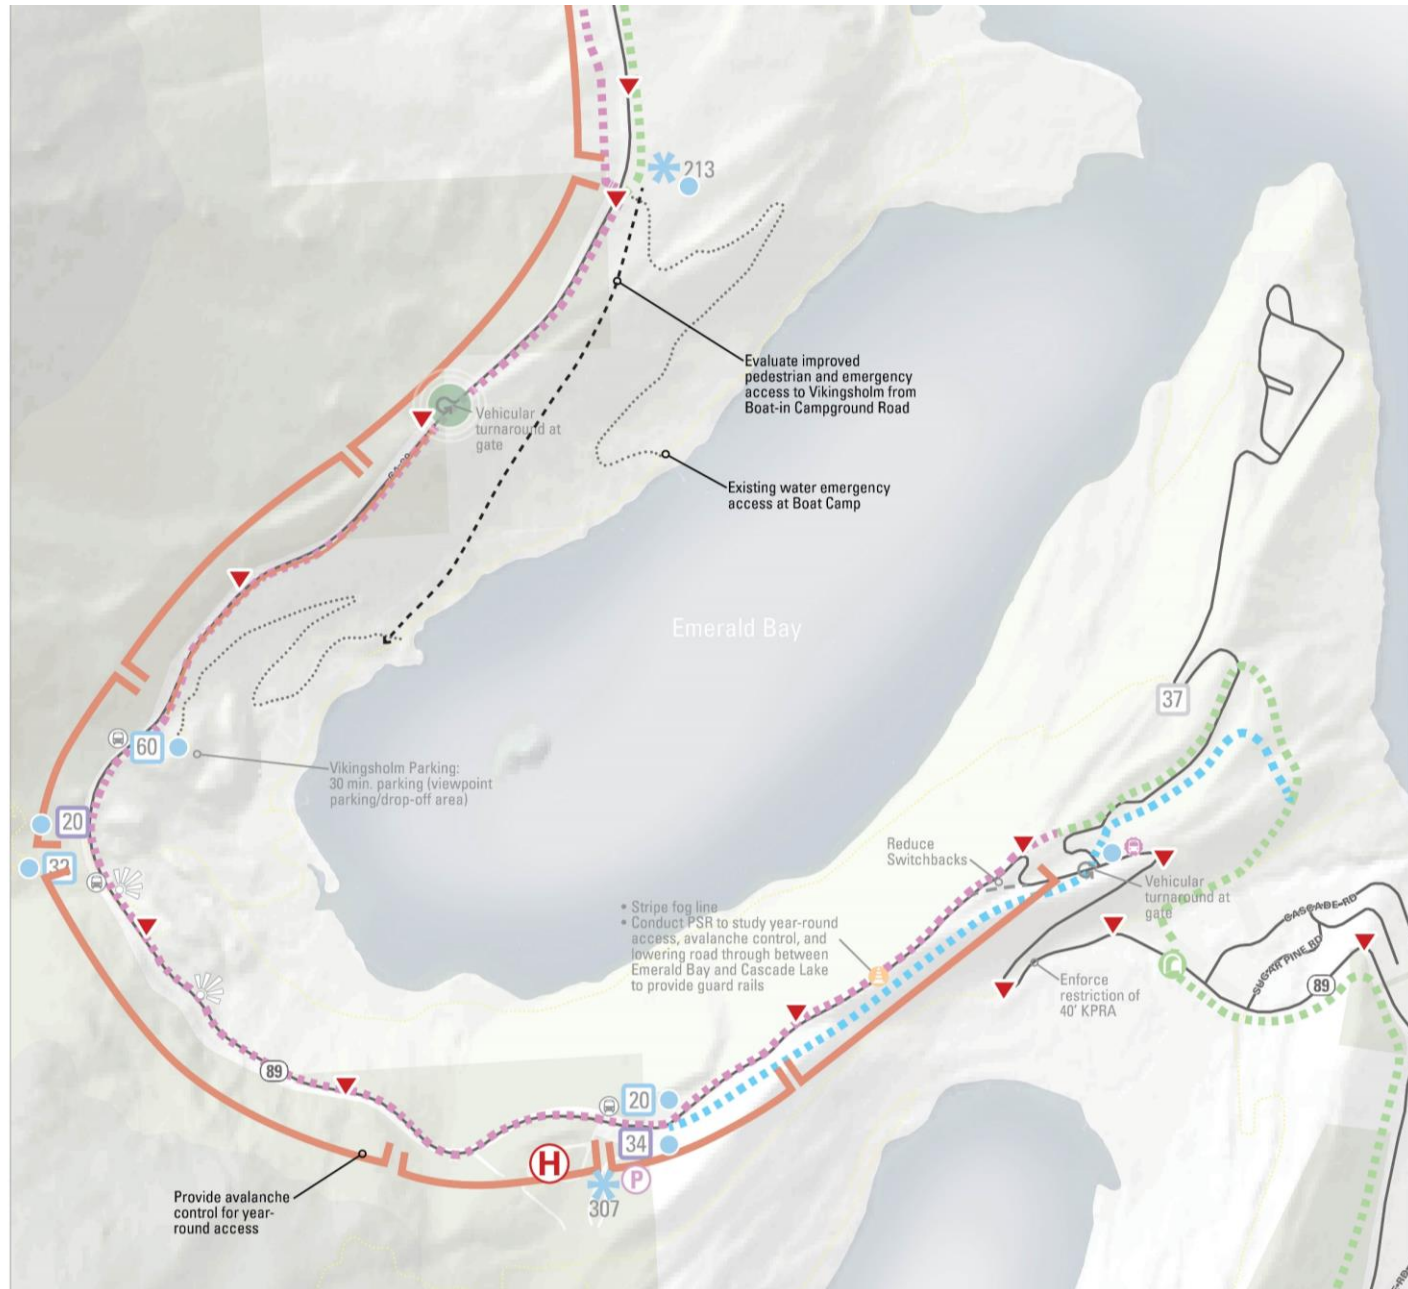 213
Evaluate improved
pedestrian and emergency
access to Vikingsholm from
Boat-in Campground Road
Vehicular
turnaround at
gate
Existing water emergency
access at Boat Camp
Emerald Bay
37
60
Vikingsholm Parking:
30 min. parking (viewpoint
parking/drop-off area)
20
32
Reduce
Switchbacks
Vehicular
turnaround at
gate
• Stripe fog line
• Conduct PSR to study year-round
access, avalanche control, and
lowering road through between
Emerald Bay and Cascade Lake
to provide guard rails
CASCADE RD
SUGAR PINE RD
89
Enforce
restriction of
40' KPRA
89
20
34
H
P
307
Provide avalanche
control for year-
round access